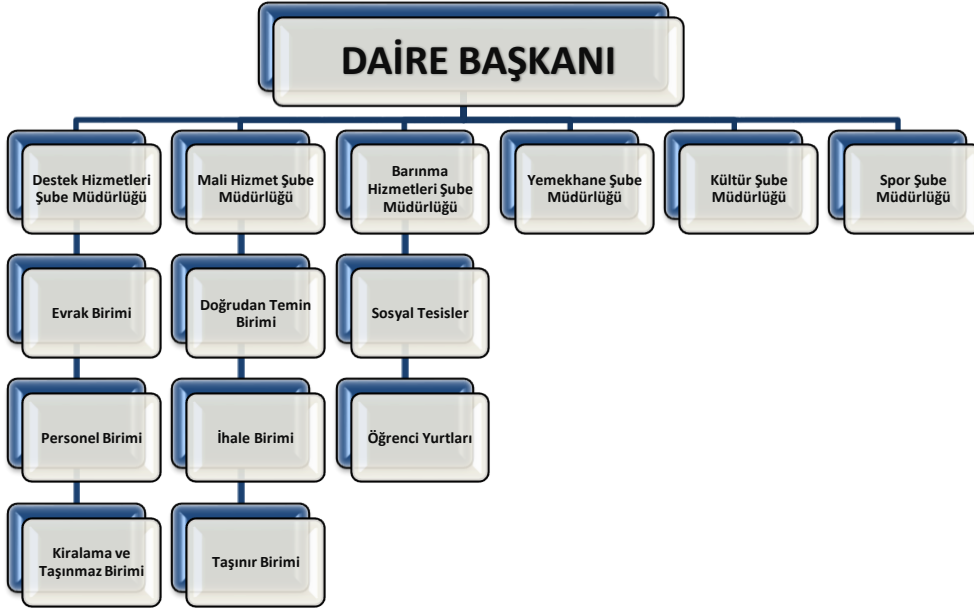 DAİRE BAŞKANI
Destek Hizmetleri
Şube Müdürlüğü
Mali Hizmet Şube
Müdürlüğü
Barınma
Hizmetleri Şube
Müdürlüğü
Yemekhane Şube
Müdürlüğü
Kültür Şube
Müdürlüğü
Spor Şube
Müdürlüğü
Evrak Birimi
Doğrudan Temin
Birimi
Sosyal Tesisler
Personel Birimi
İhale Birimi
Öğrenci Yurtları
Kiralama ve
Taşınmaz Birimi
Taşınır Birimi